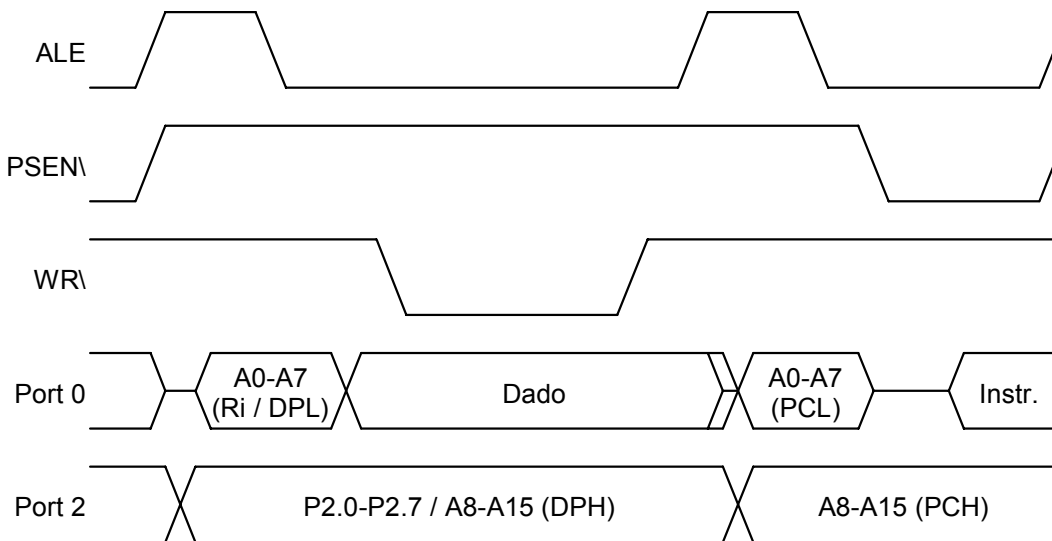 ALE
PSEN\
WR\
Port 0
A0-A7
(Ri / DPL)
Dado
A0-A7
(PCL)
Instr.
Port 2
P2.0-P2.7 / A8-A15 (DPH)
A8-A15 (PCH)